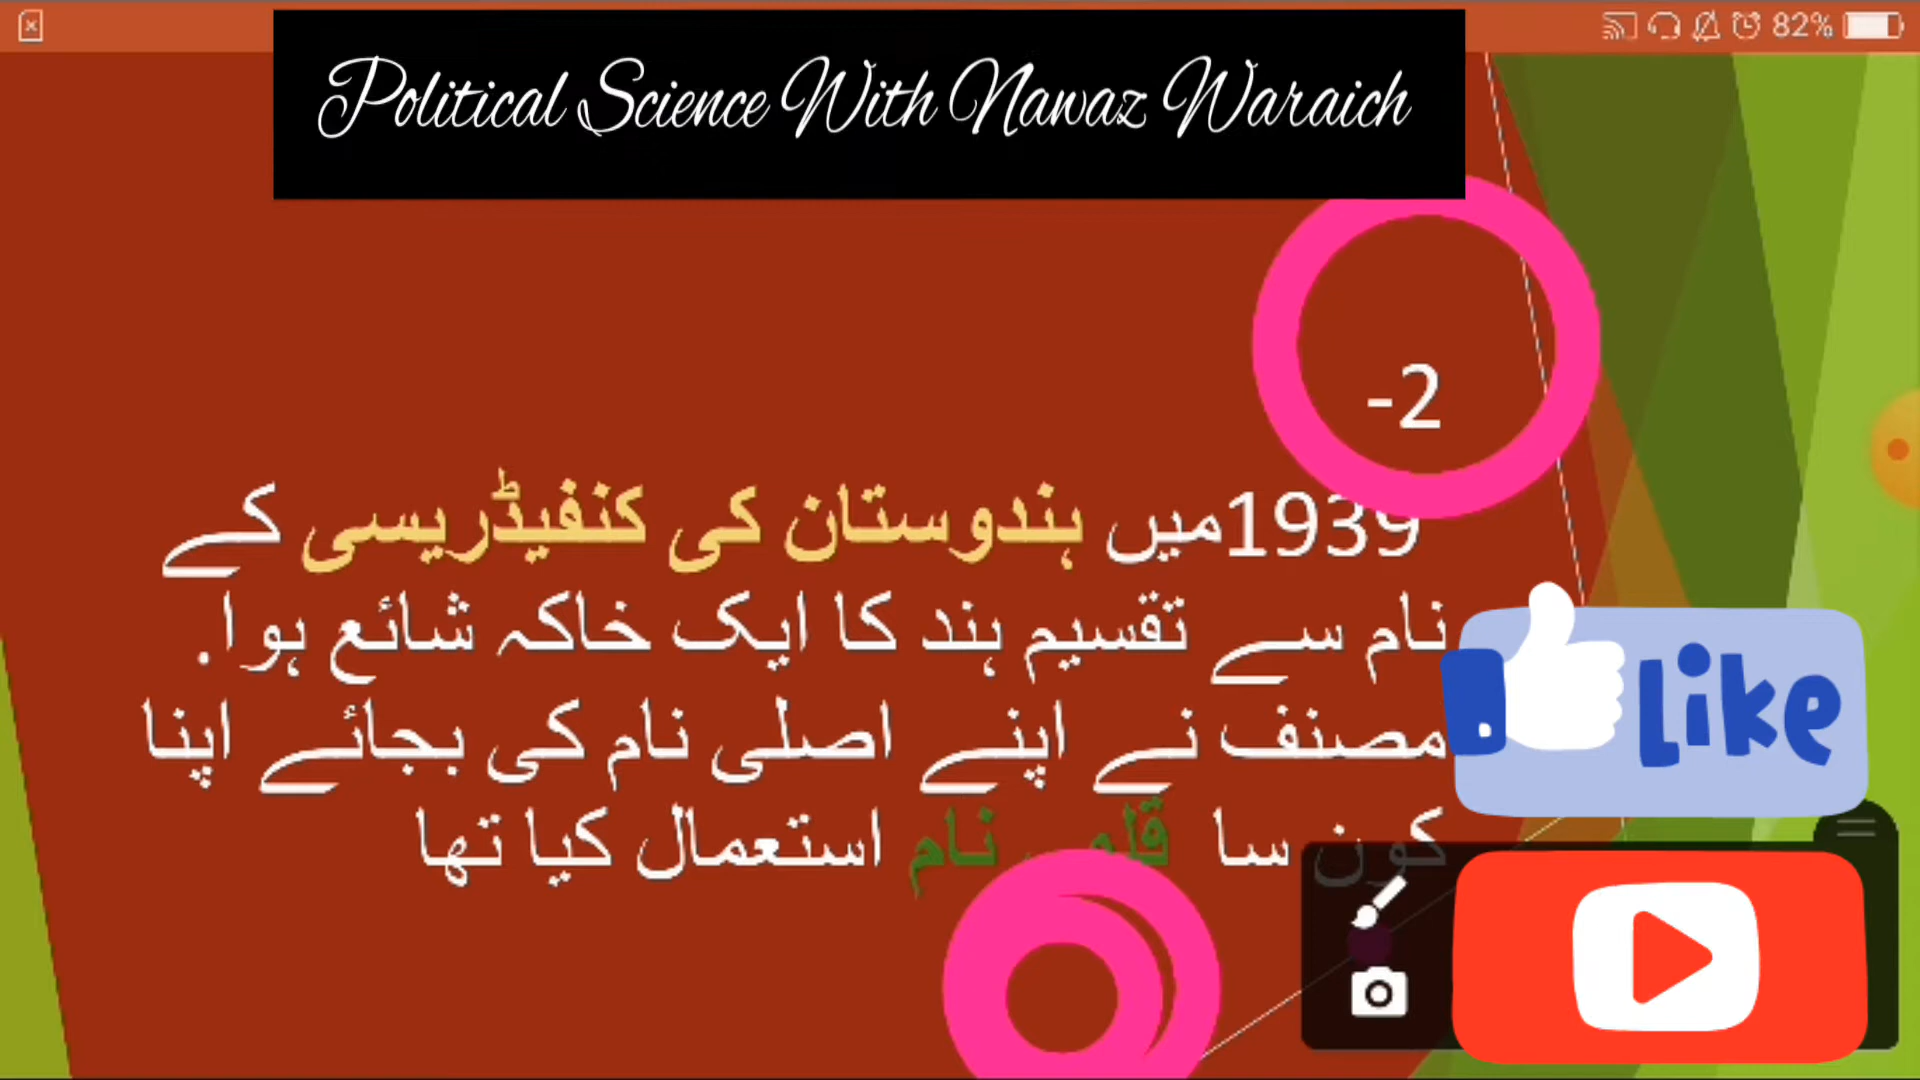 82%
Political Science With Nawaz Waraich
-2
1939میں ہندوستان کی کنفیڈریسی کے
نام سے تقسیم ہند کا ایک خاکہ شائع ہوا.
مصنف نے اپنے اصلی نام کی بجائے اپنا
کون سا قلمی نام استعمال کیا تھا
Like